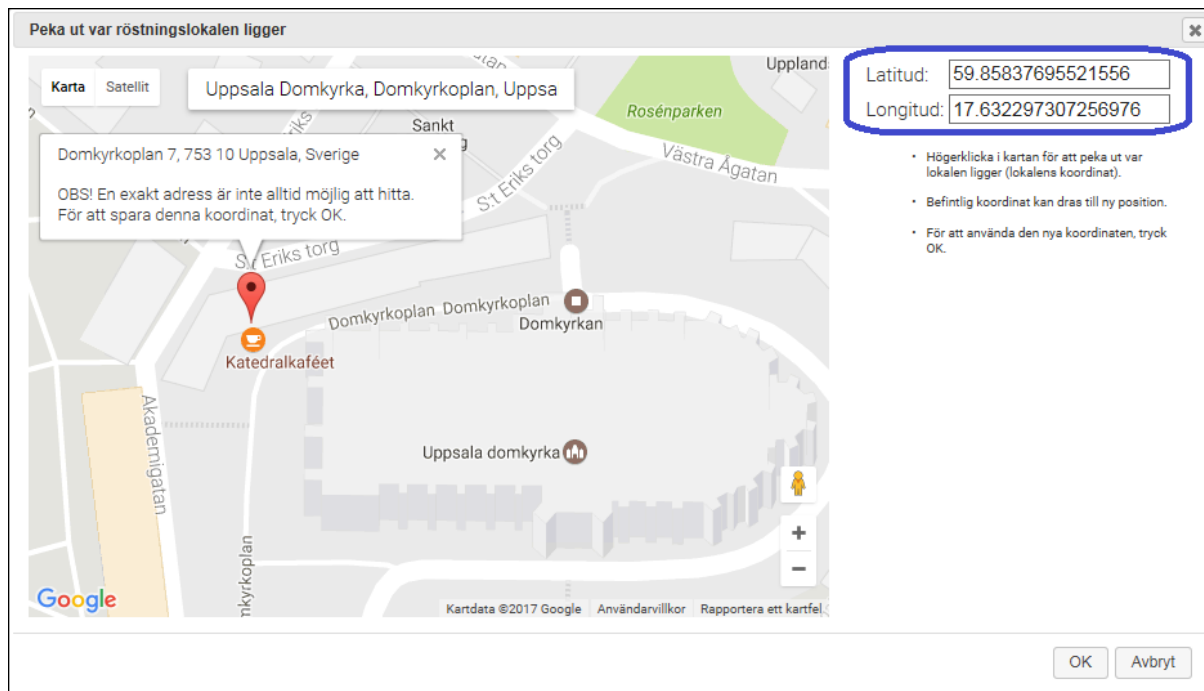 Peka ut var röstningslokalen ligger
Karta
Satellit
Uppsala Domkyrka, Domkyrkoplan, Uppsa
Domkyrkoplan 7, 753 10 Uppsala, Sverige
OBS! En exakt adress är inte alltid möjlig att hitta.
För att spara denna koordinat, tryck OK.
Sankt
S:t Eriks torg
S:t Eriks torg
Rosénparken
Västra Ågatan
Uppland
Domkyrkoplan
Domkyrkoplan
Domkyrkan
Katedralkaféet
Akademigatan
Uppsala domkyrka
Google
Kartdata ©2017 Google
Användarvillkor
Rapportera ett kartfel
Latitud:
59.85837695521556
Longitud:
17.632297307256976
• Högerklicka i kartan för att peka ut var
lokalen ligger (lokalens koordinat).
• Befintlig koordinat kan dras till ny position.
• För att använda den nya koordinaten, tryck
OK.
OK
Avbryt